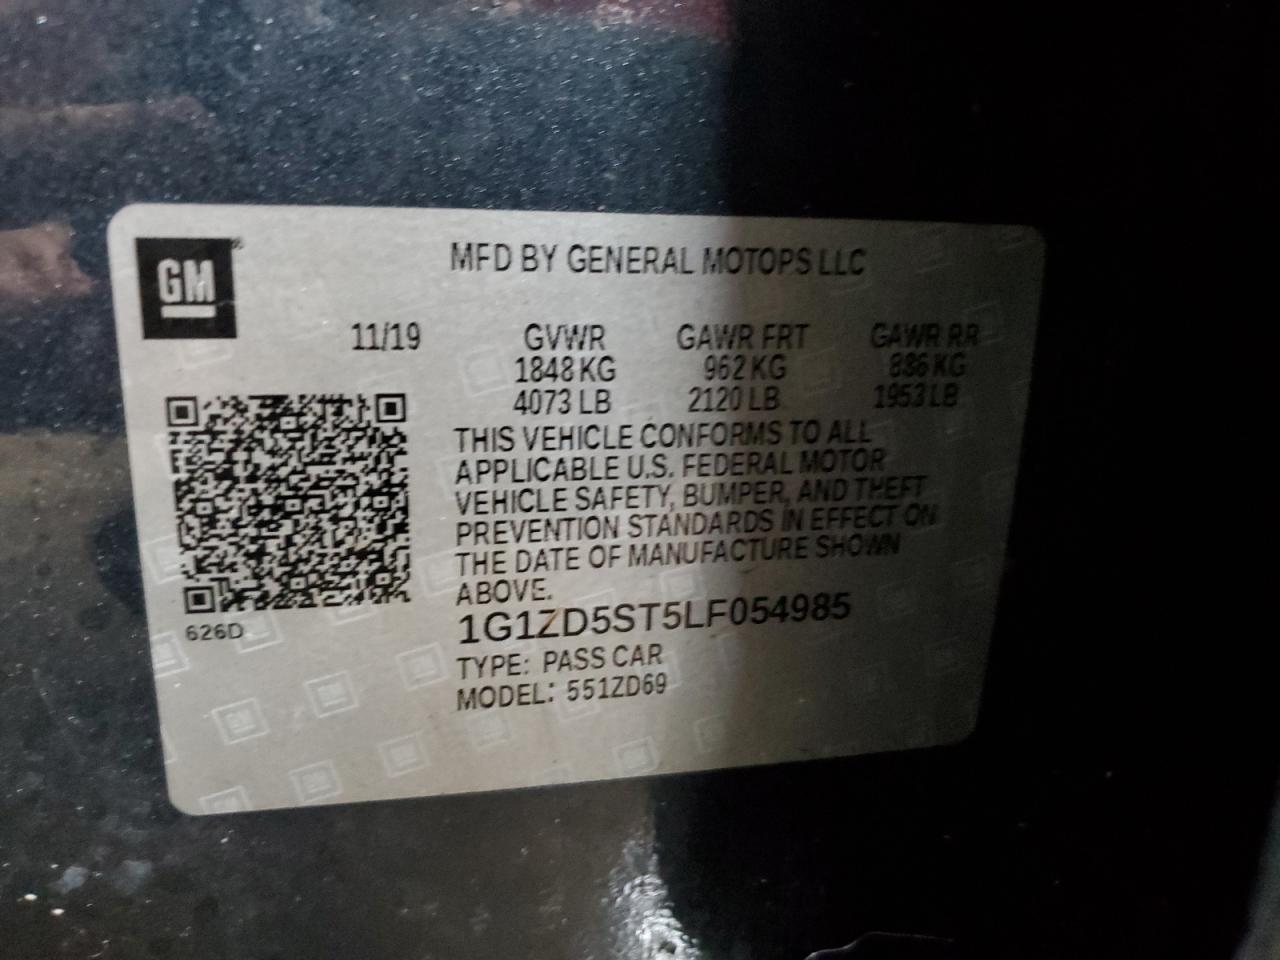 GM
MFD BY GENERAL MOTORS LLC
11/19 GVWR GAWR FRT GAWR RR
1848 KG 962 KG 886 KG
4073 LB 2120 LB 1953 LB
THIS VEHICLE CONFORMS TO ALL
APPLICABLE U.S. FEDERAL MOTOR
VEHICLE SAFETY, BUMPER, AND THEFT
PREVENTION STANDARDS IN EFFECT ON
THE DATE OF MANUFACTURE SHOWN
ABOVE.
626D
1G1ZD5ST5LF054985
TYPE: PASS CAR
MODEL: 551ZD69